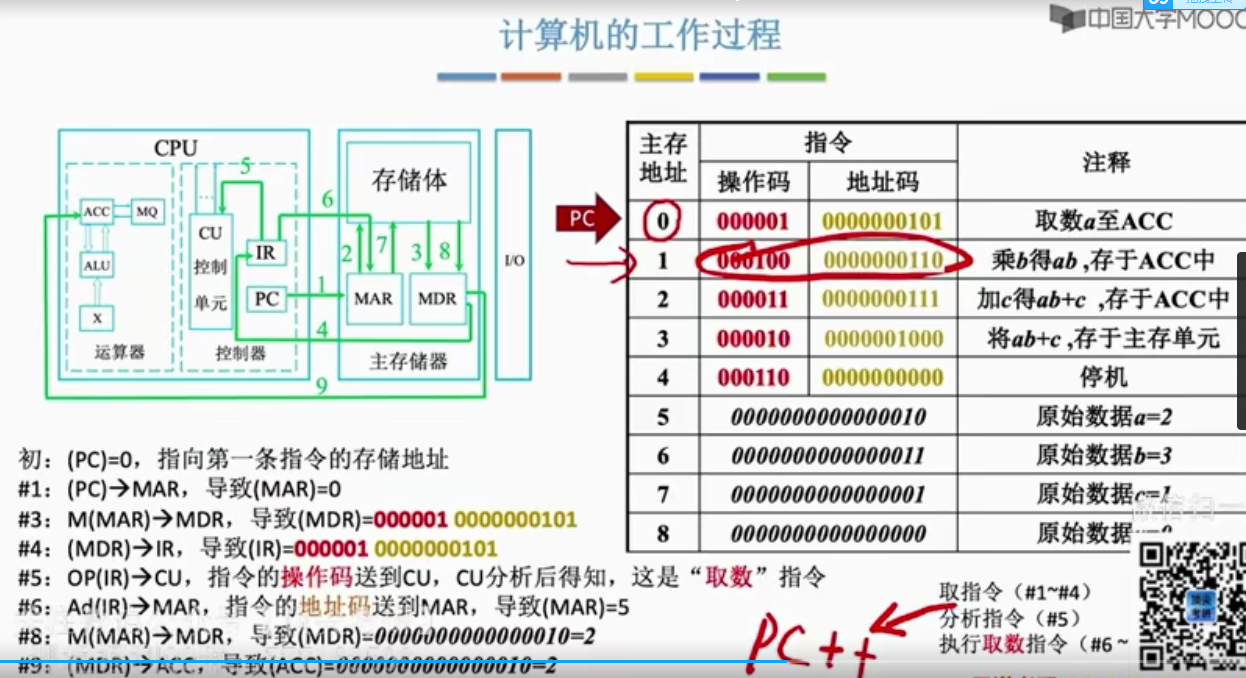 中国大学MOOC
计算机的工作过程
CPU
5
ACC
MQ
CU
控制
单元
IR
PC
ALU
X
运算器
控制器
6
存储体
2
7
3
8
1
MAR
MDR
4
主存储器
9
I/O
PC
主存地址 指令 注释
操作码 地址码
0 000001 0000000101 取数a至ACC
1 000100 0000000110 乘b得ab,存于ACC中
2 000011 0000000111 加c得ab+c ,存于ACC中
3 000010 0000001000 将ab+c ,存于主存单元
4 000110 0000000000 停机
5 0000000000000010 原始数据a=2
6 0000000000000011 原始数据b=3
7 0000000000000001 原始数据c=1
8 0000000000000000 原始数
初：(PC)=0，指向第一条指令的存储地址
#1：(PC)→MAR，导致(MAR)=0
#3：M(MAR)→MDR，导致(MDR)=000001 0000000101
#4：(MDR)→IR，导致(IR)=000001 0000000101
#5：OP(IR)→CU，指令的操作码送到CU，CU分析后得知，这是“取数”指令
#6：Ad(IR)→MAR，指令的地址码送到MAR，导致(MAR)=5
#8：M(MAR)→MDR，导致(MDR)=0000000000000010=2
#9：(MDR)→ACC，导致(ACC)=0000000000000010=2
取指令（#1~#4）
分析指令（#5）
执行取数指令（#6 ~
PC++
微信扫一